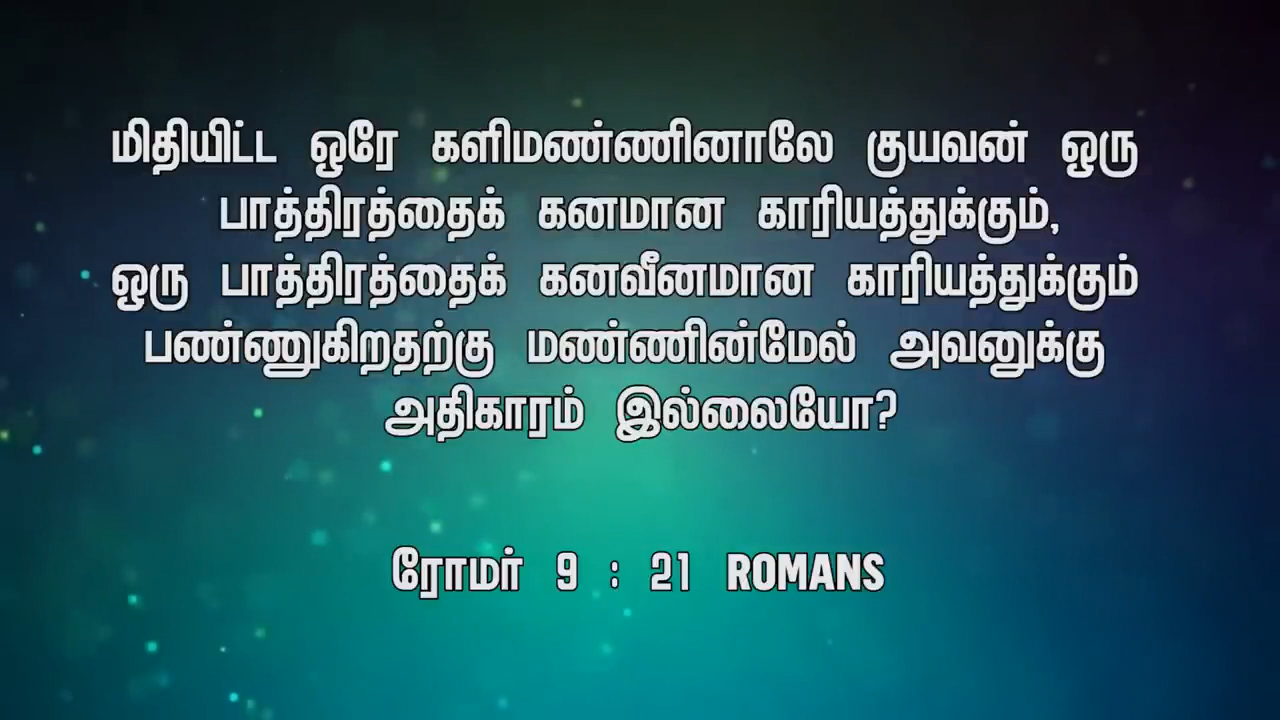 மிதியிட்ட ஒரே களிமண்ணினாலே குயவன் ஒரு
பாத்திரத்தைக் கனமான காரியத்துக்கும்,
ஒரு பாத்திரத்தைக் கனவீனமான காரியத்துக்கும்
பண்ணுகிறதற்கு மண்ணின்மேல் அவனுக்கு
அதிகாரம் இல்லையோ?
ரோமர் 9 : 21 ROMANS